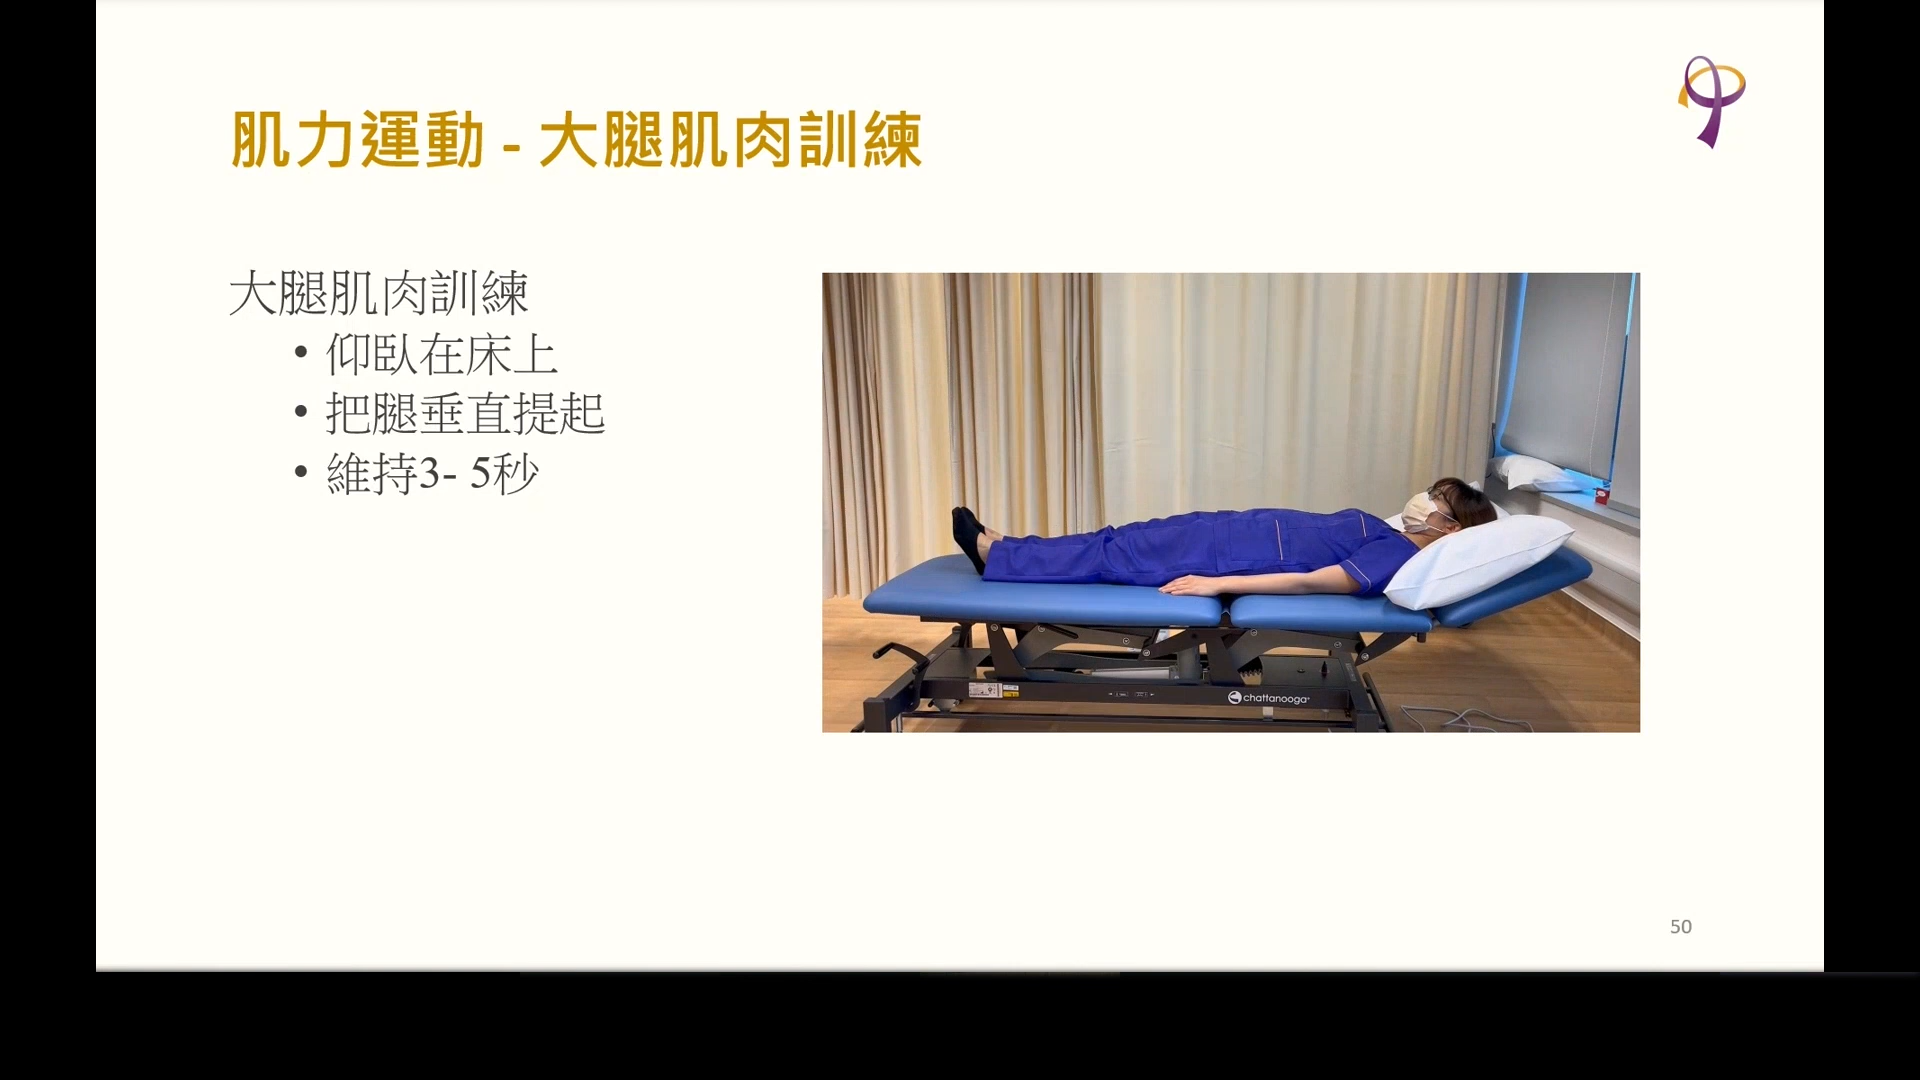 肌力運動 - 大腿肌肉訓練
大腿肌肉訓練
• 仰臥在床上
• 把腿垂直提起
• 維持3- 5秒
chattanooga
50